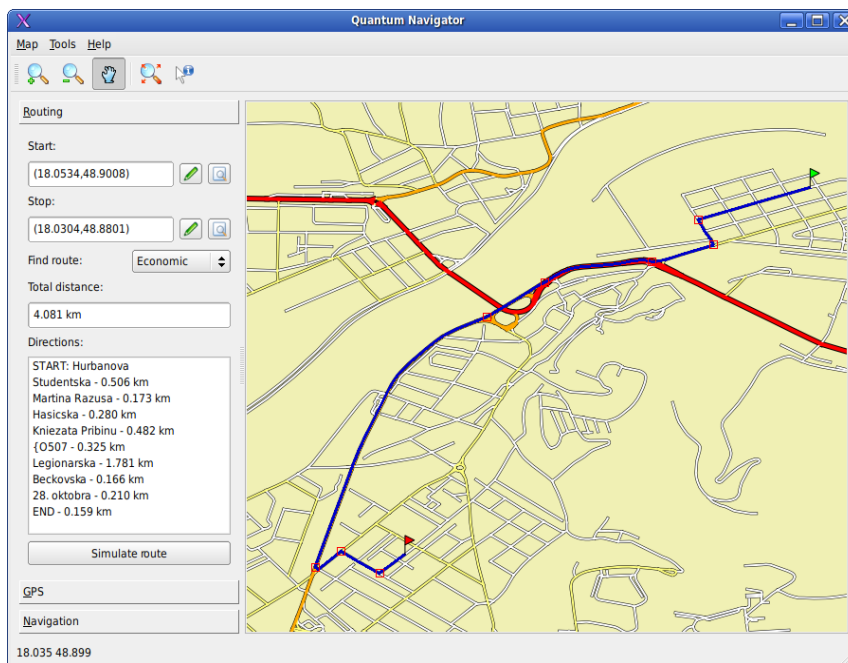 Quantum Navigator
Map Tools Help
Routing
Start:
(18.0534,48.9008)
Stop:
(18.0304,48.8801)
Find route: Economic
Total distance:
4.081 km
Directions:
START: Hurbanova
Studentska - 0.506 km
Martina Razusa - 0.173 km
Hasicska - 0.280 km
Kniezata Pribinu - 0.482 km
{O507 - 0.325 km
Legionarska - 1.781 km
Beckovska - 0.166 km
28. oktobra - 0.210 km
END - 0.159 km
Simulate route
GPS
Navigation
18.035 48.899